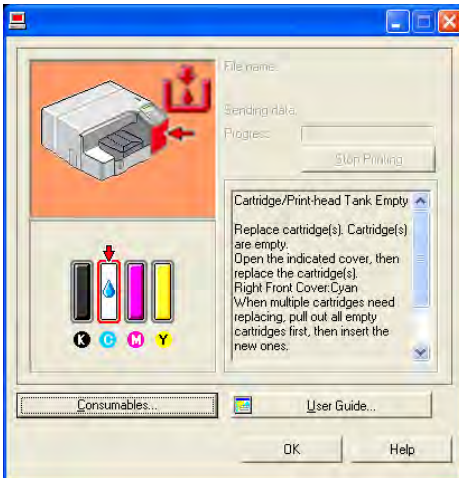 File name:
Sending data:
Progress:
Stop Printing
Cartridge/Print-head Tank Empty
Replace cartridge(s). Cartridge(s)
are empty.
Open the indicated cover, then
replace the cartridge(s).
Right Front Cover:Cyan
When multiple cartridges need
replacing, pull out all empty
cartridges first, then insert the
new ones.
K C M Y
Consumables...
User Guide...
OK
Help